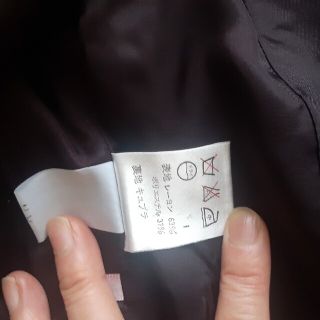 表地 レーヨン 63%
ポリエステル 37%
裏地 キュプラ